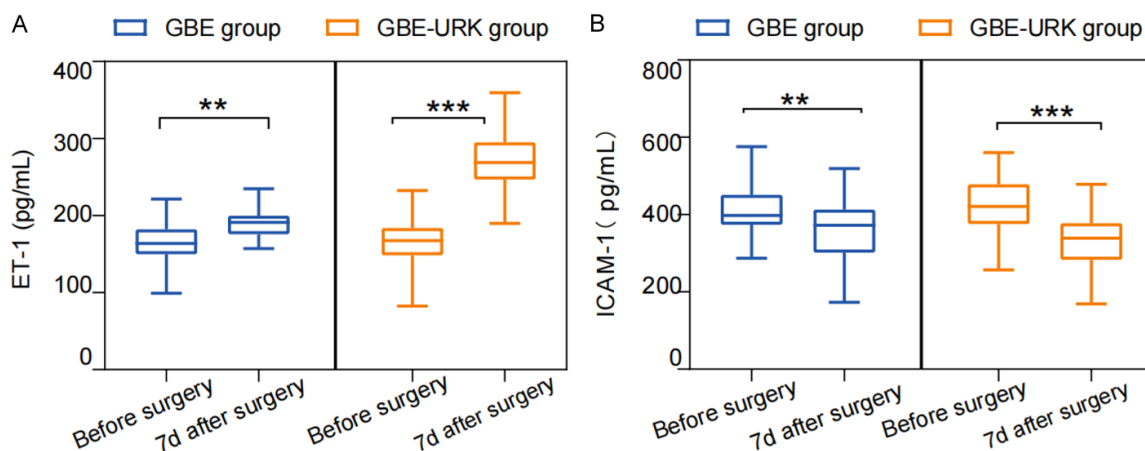 A
GBE group GBE-URK group
400
300
200
100
0
ET-1 (pg/mL)
**
***
Before surgery
7d after surgery
Before surgery
7d after surgery
B
GBE group GBE-URK group
800
600
400
200
0
ICAM-1( pg/mL)
**
***
Before surgery
7d after surgery
Before surgery
7d after surgery